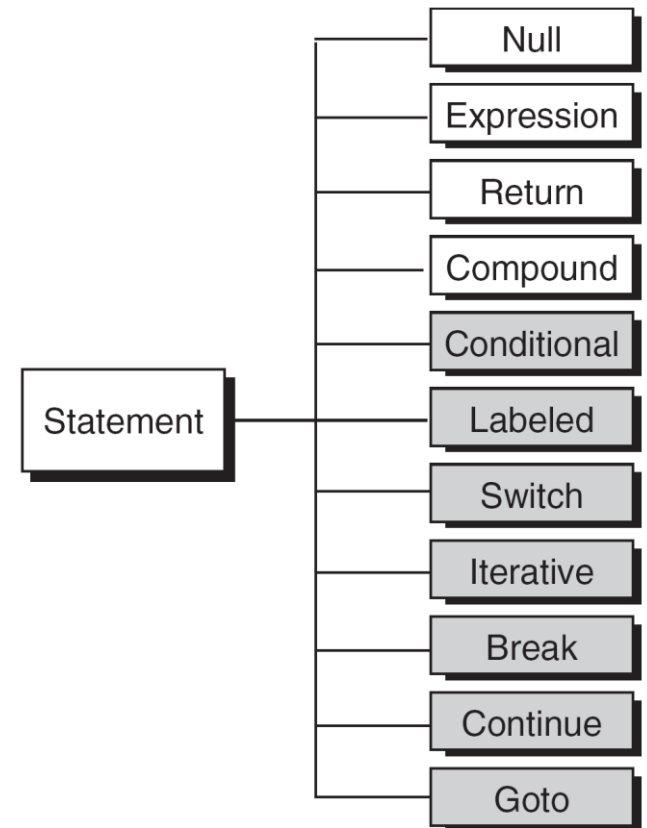 Null
Expression
Return
Compound
Conditional
Statement
Labeled
Switch
Iterative
Break
Continue
Goto